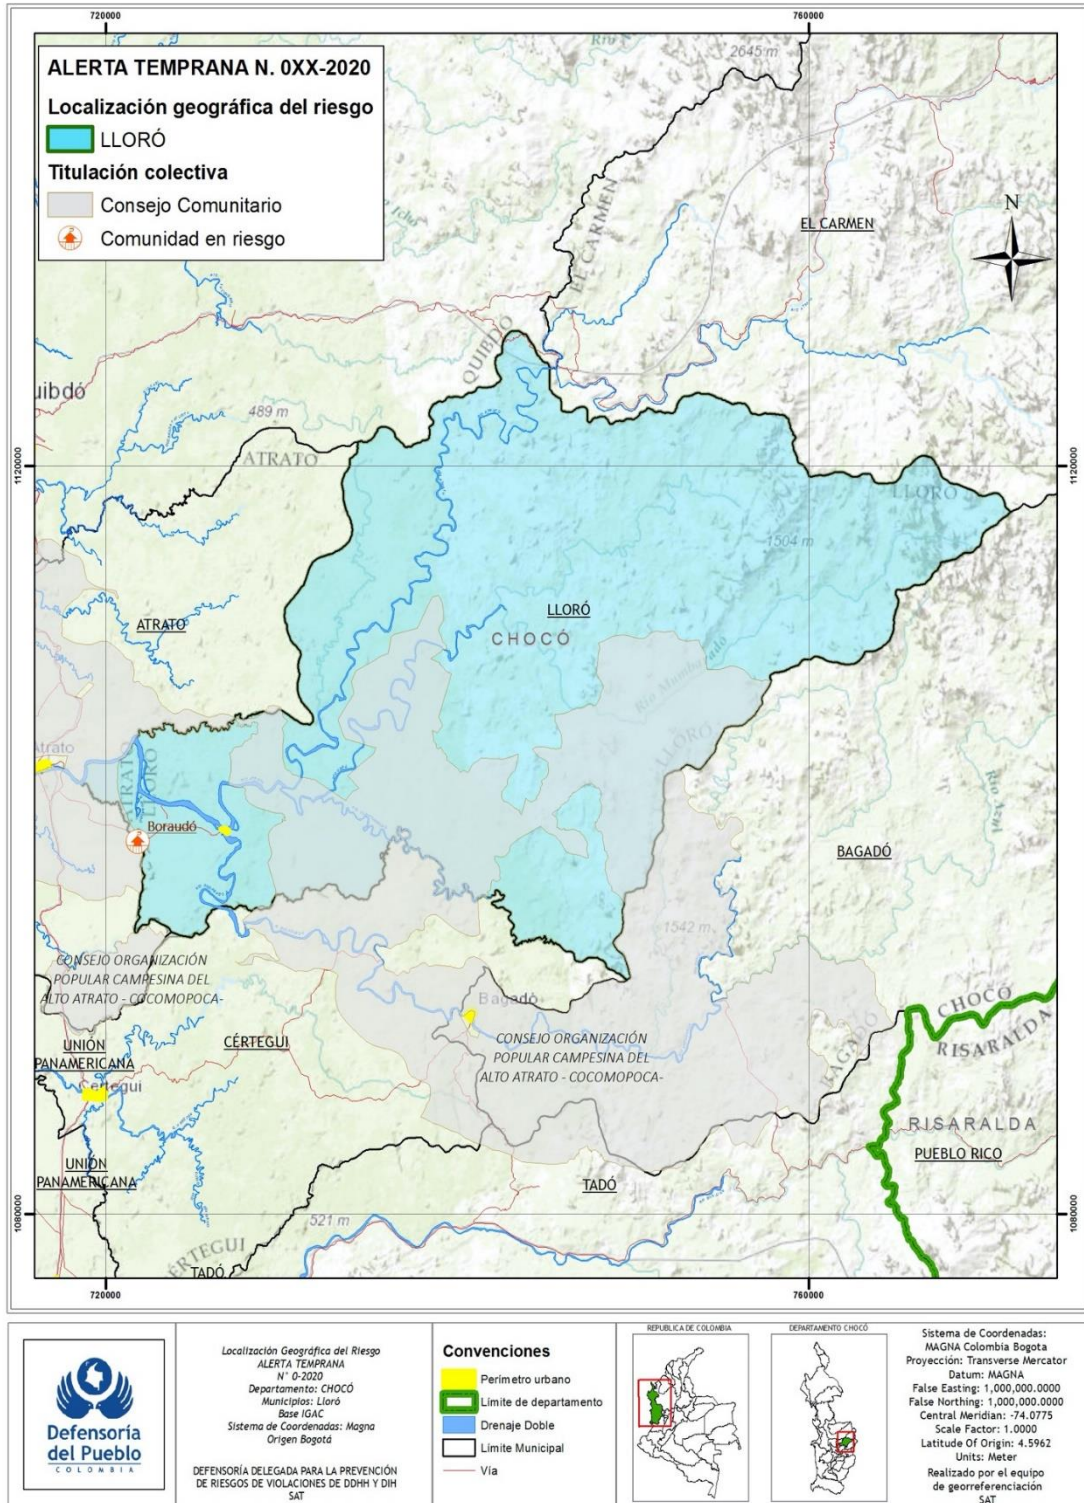 720000
760000
ALERTA TEMPRANA N. 0XX-2020
Localización geográfica del riesgo
LLORÓ
Titulación colectiva
Consejo Comunitario
Comunidad en riesgo
2645 m
N
EL CARMEN
EL CARMEN
QUIBDÓ
uibdó
489 m
ATRATO
1120000
1120000
LLORÓ
1504 m
ATRATO
LLORÓ
CHOCÓ
LLORÓ
Atrato
ATRATO
LLORÓ
Boraudó
BAGADÓ
1542 m
CONSEJO ORGANIZACIÓN
POPULAR CAMPESINA DEL
ALTO ATRATO - COCOMOPOCA-
Bagadó
CONSEJO ORGANIZACIÓN
POPULAR CAMPESINA DEL
ALTO ATRATO - COCOMOPOCA-
CHOCÓ
RISARALDA
BAGADÓ
UNIÓN
PANAMERICANA
CÉRTEGUI
Cértegui
RISARALDA
PUEBLO RICO
UNIÓN
PANAMERICANA
TADÓ
1080000
1080000
521 m
CÉRTEGUI
TADÓ
720000
760000
Defensoría
del Pueblo
COLOMBIA
Localización Geográfica del Riesgo
ALERTA TEMPRANA
N° 0-2020
Departamento: CHOCÓ
Municipios: Lloró
Base IGAC
Sistema de Coordenadas: Magna
Origen Bogotá
DEFENSORÍA DELEGADA PARA LA PREVENCIÓN
DE RIESGOS DE VIOLACIONES DE DDHH Y DIH
SAT
Convenciones
Perímetro urbano
Límite de departamento
Drenaje Doble
Límite Municipal
Vía
REPUBLICA DE COLOMBIA
DEPARTAMENTO CHOCÓ
Sistema de Coordenadas:
MAGNA Colombia Bogota
Proyección: Transverse Mercator
Datum: MAGNA
False Easting: 1,000,000.0000
False Northing: 1,000,000.0000
Central Meridian: -74.0775
Scale Factor: 1.0000
Latitude Of Origin: 4.5962
Units: Meter
Realizado por el equipo
de georreferenciación
SAT